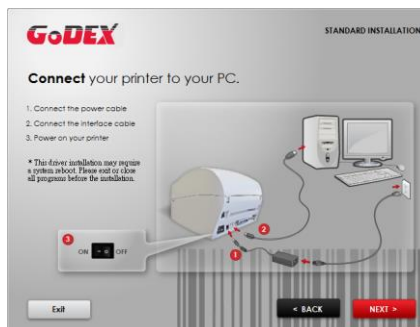 GoDEX
STANDARD INSTALLATION
Connect your printer to your PC.
1. Connect the power cable
2. Connect the interface cable
3. Power on your printer
* This driver installation may require
a system reboot. Please exit or close
all programs before the installation.
2
1
3
ON
OFF
Exit
< BACK
NEXT >